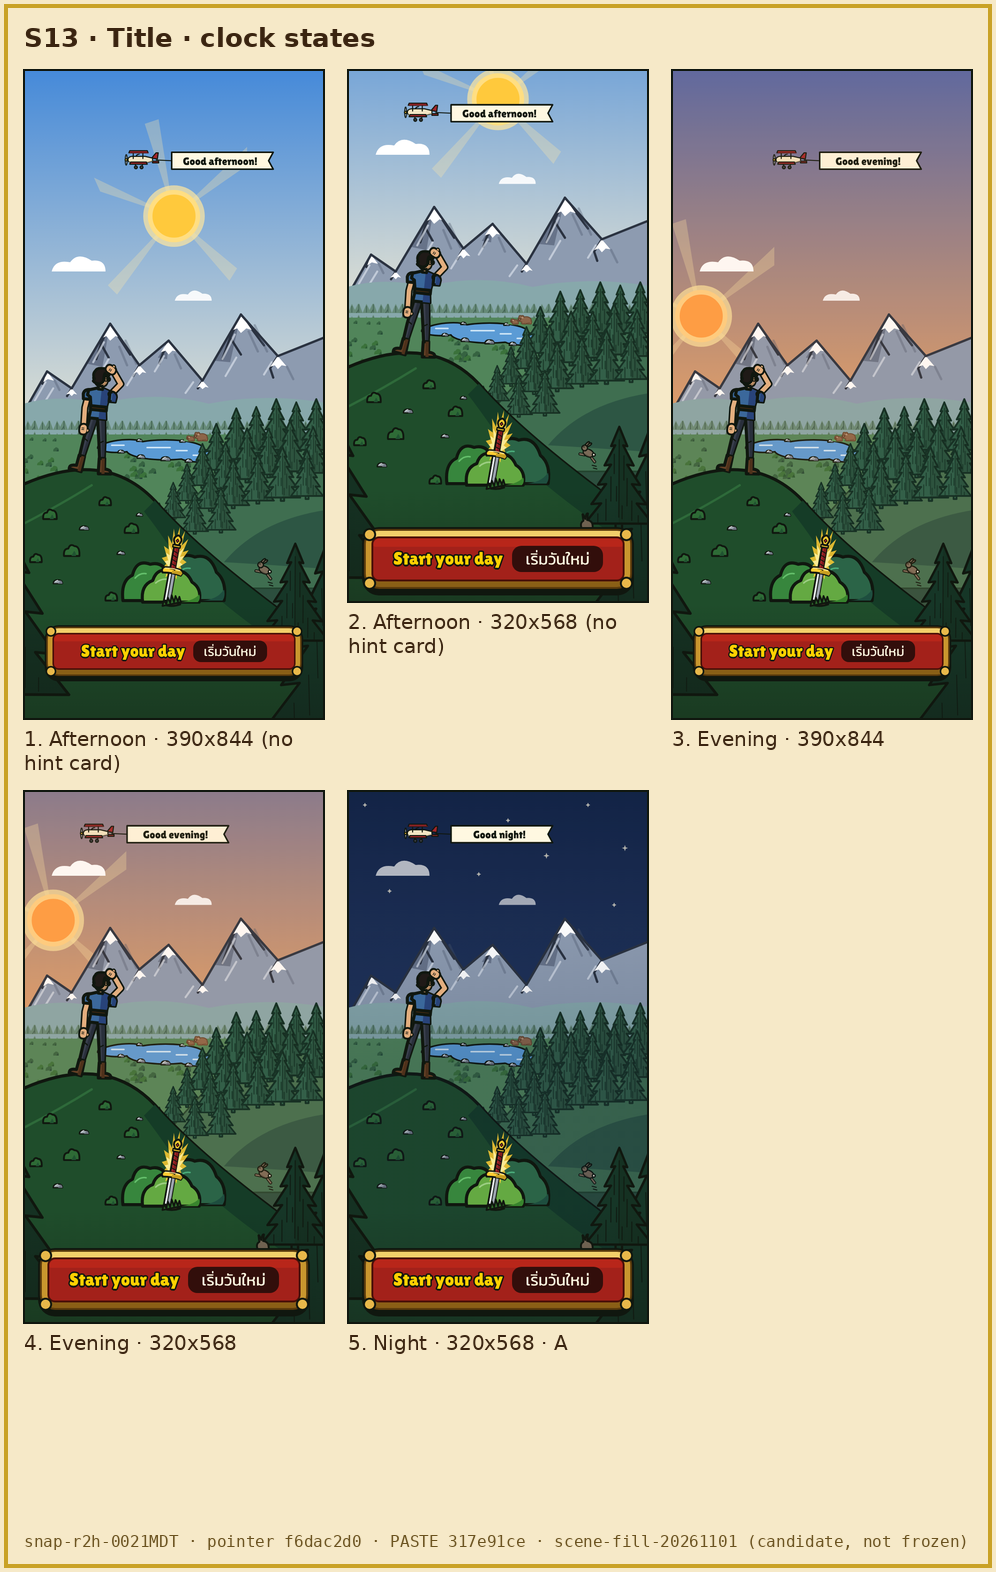 S13 · Title · clock states
Good afternoon!
Start your day เริ่มวันใหม่
1. Afternoon · 390x844 (no
hint card)
Good afternoon!
Start your day เริ่มวันใหม่
2. Afternoon · 320x568 (no
hint card)
Good evening!
Start your day เริ่มวันใหม่
3. Evening · 390x844
Good evening!
Start your day เริ่มวันใหม่
4. Evening · 320x568
Good night!
Start your day เริ่มวันใหม่
5. Night · 320x568 · A
snap-r2h-0021MDT · pointer f6dac2d0 · PASTE 317e91ce · scene-fill-20261101 (candidate, not frozen)